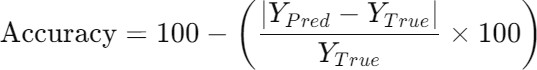 Accuracy = 100 − ( |Y_Pred − Y_True| / Y_True × 100 )